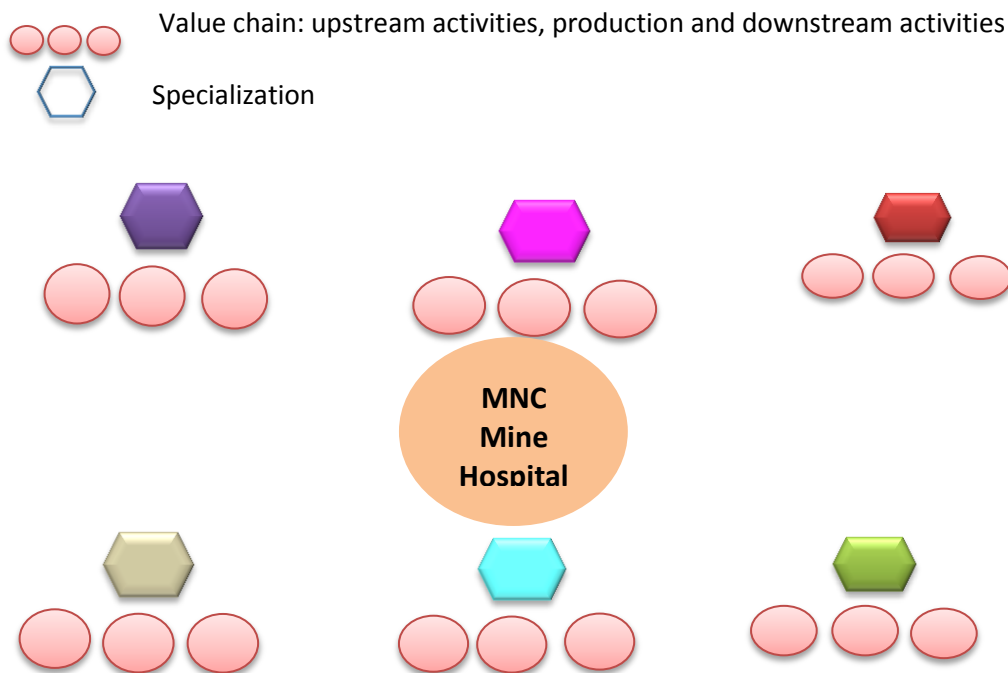 Value chain: upstream activities, production and downstream activities
Specialization
MNC
Mine
Hospital